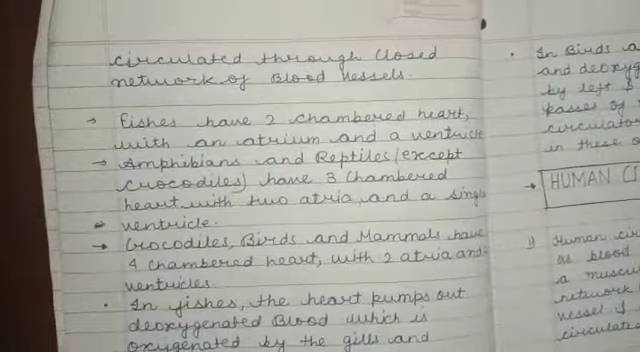 circulated through closed
network of Blood vessels.
→ Fishes have 2 chambered heart,
with an atrium and a ventricle
→ Amphibians and Reptiles (except
crocodiles) have 3 chambered
heart with two atria and a single
ventricle.
→ Crocodiles, Birds and Mammals have
4 chambered heart, with 2 atria and
ventricles.
• In fishes, the heart pumps out
deoxygenated Blood which is
oxygenated by the gills and
• In Birds a
and deoxyg
by left &
passes of
circulator
in these o
→ HUMAN CI
1) Human cir
as blood
a muscu
network
vessel &
circulati